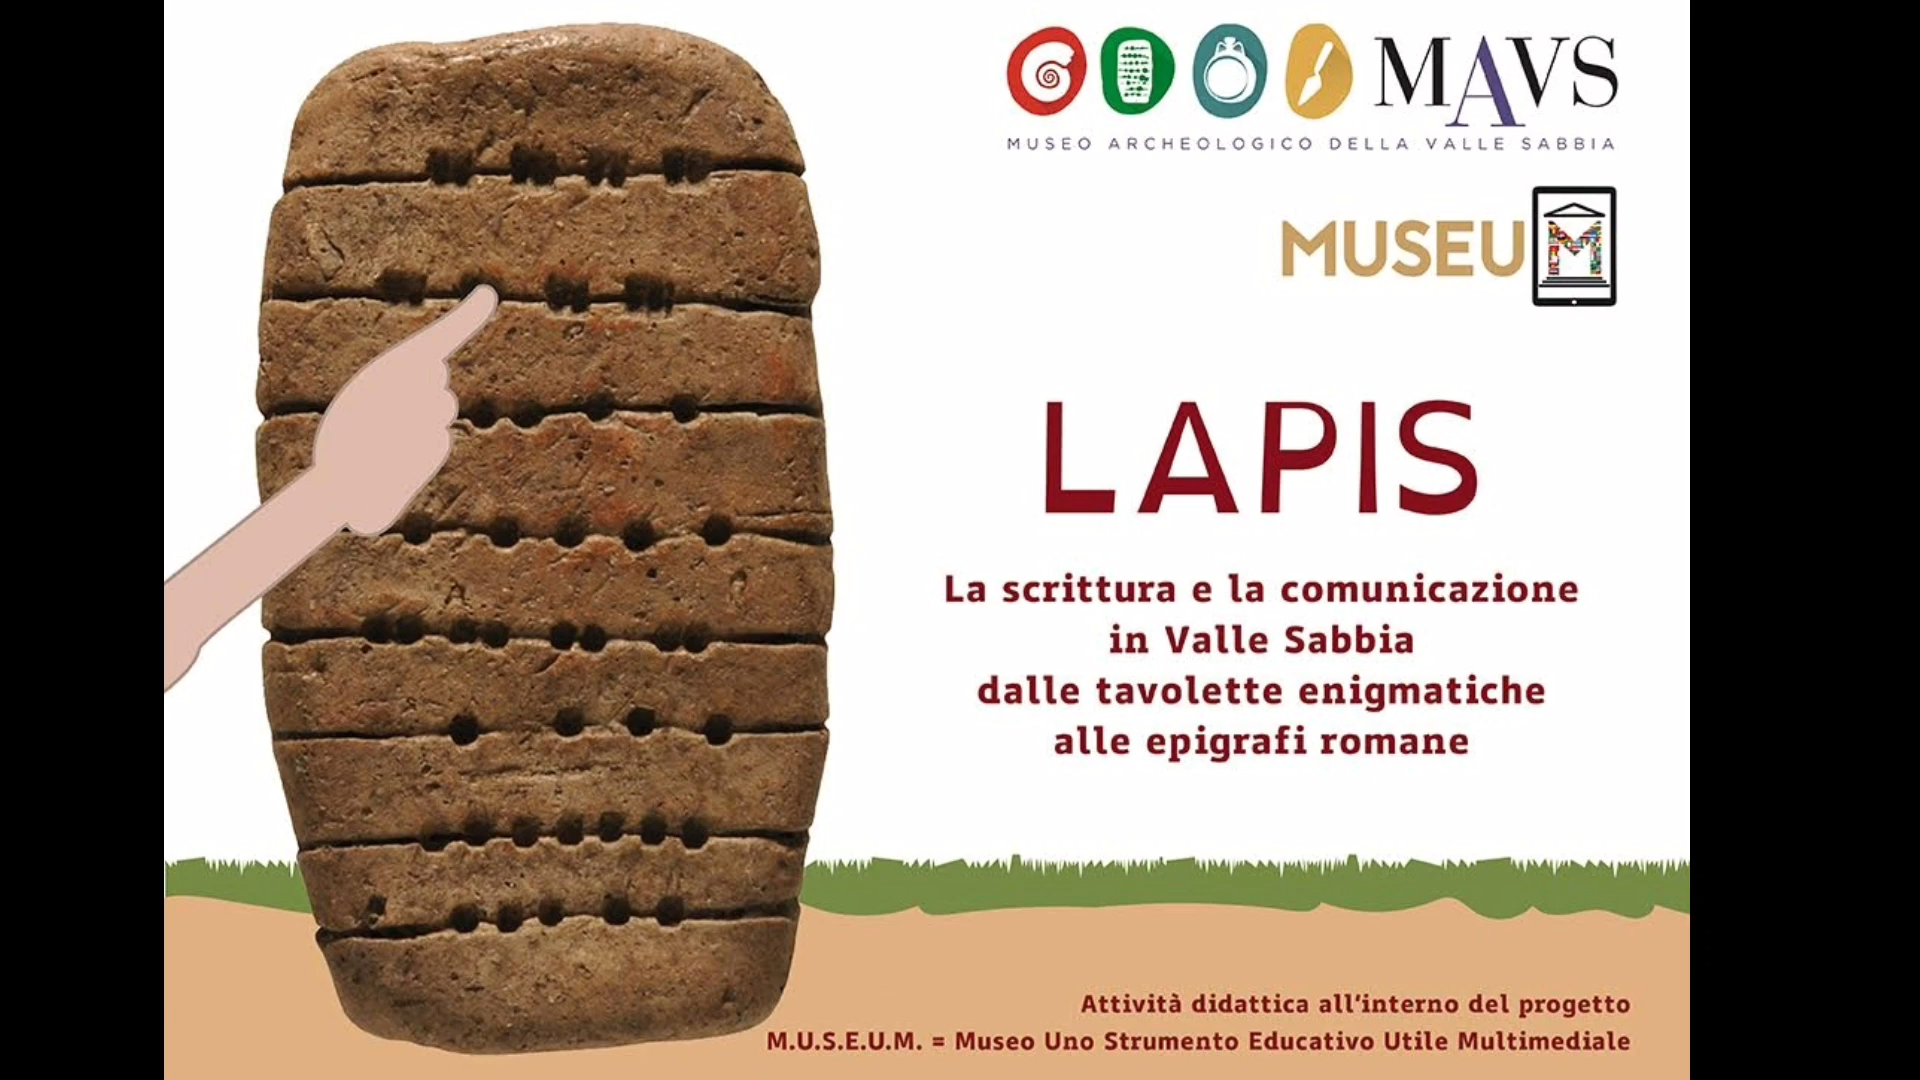 MAVS
MUSEO ARCHEOLOGICO DELLA VALLE SABBIA
MUSEUM
LAPIS
La scrittura e la comunicazione
in Valle Sabbia
dalle tavolette enigmatiche
alle epigrafi romane
Attività didattica all'interno del progetto
M.U.S.E.U.M. = Museo Uno Strumento Educativo Utile Multimediale